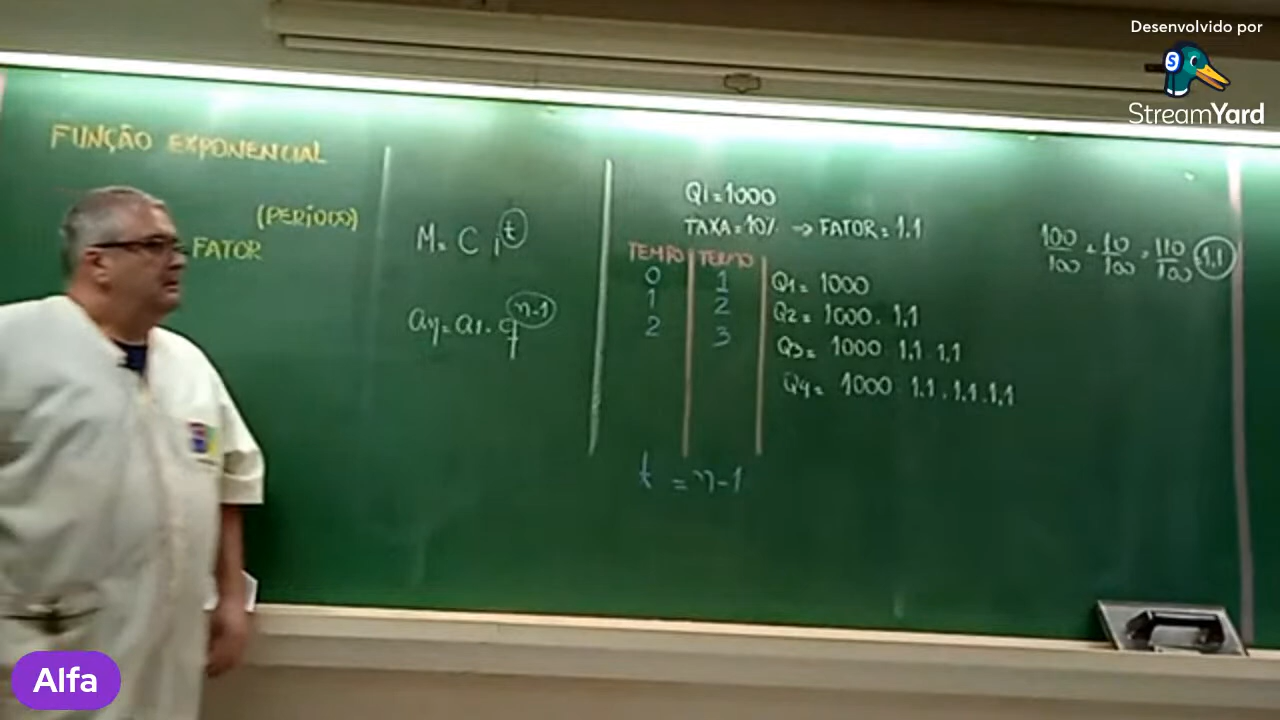 Desenvolvido por
StreamYard
FUNÇÃO EXPONENCIAL
(PERÍODO)
FATOR
M = C i^t
an = a1 . q^n-1
Q1 = 1000
TAXA = 10% → FATOR = 1.1
TEMPO TERMO
0 1
1 2
2 3
Q1 = 1000
Q2 = 1000 . 1,1
Q3 = 1000 1,1 1,1
Q4 = 1000 . 1,1 . 1,1 . 1,1
t = n-1
100/100 + 10/100 = 110/100 = 1,1
Alfa